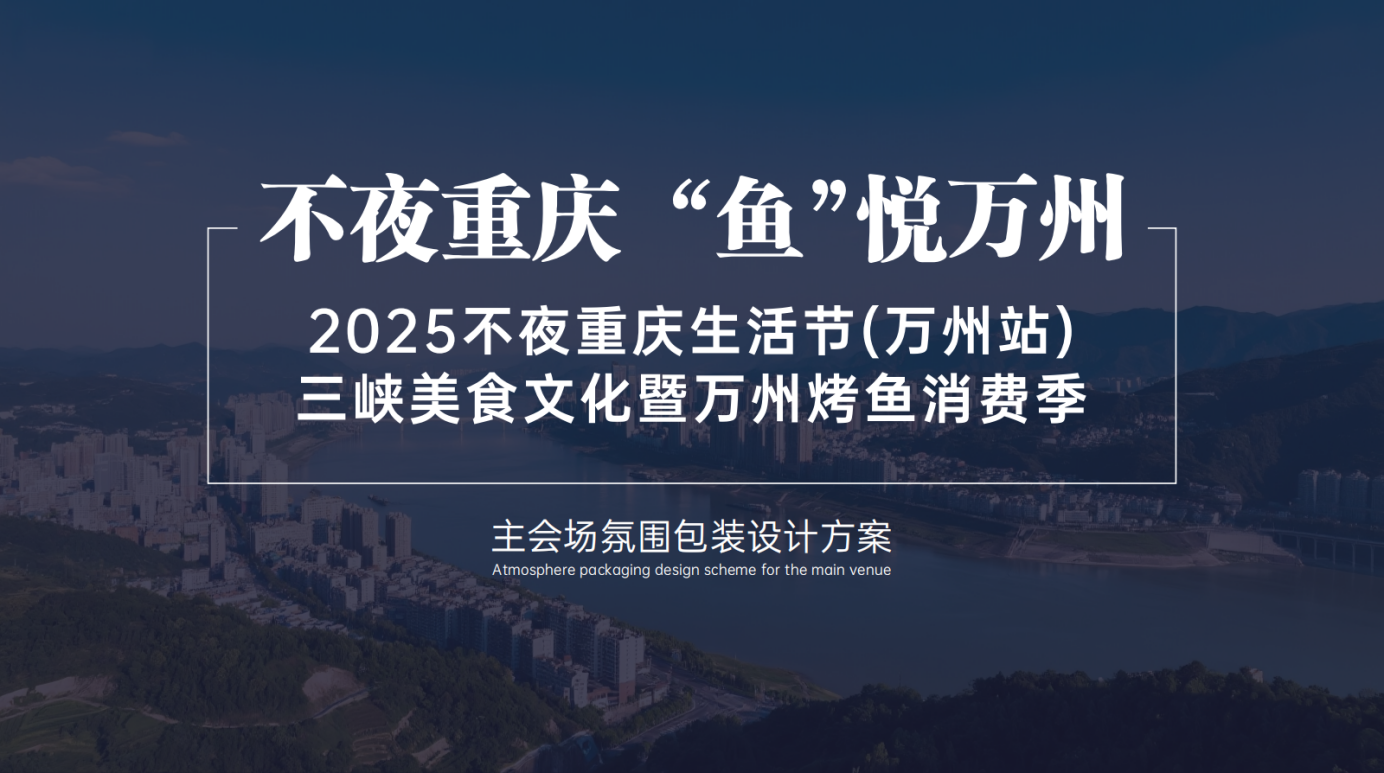 不夜重庆“鱼”悦万州
2025不夜重庆生活节(万州站)
三峡美食文化暨万州烤鱼消费季
主会场氛围包装设计方案
Atmosphere packaging design scheme for the main venue